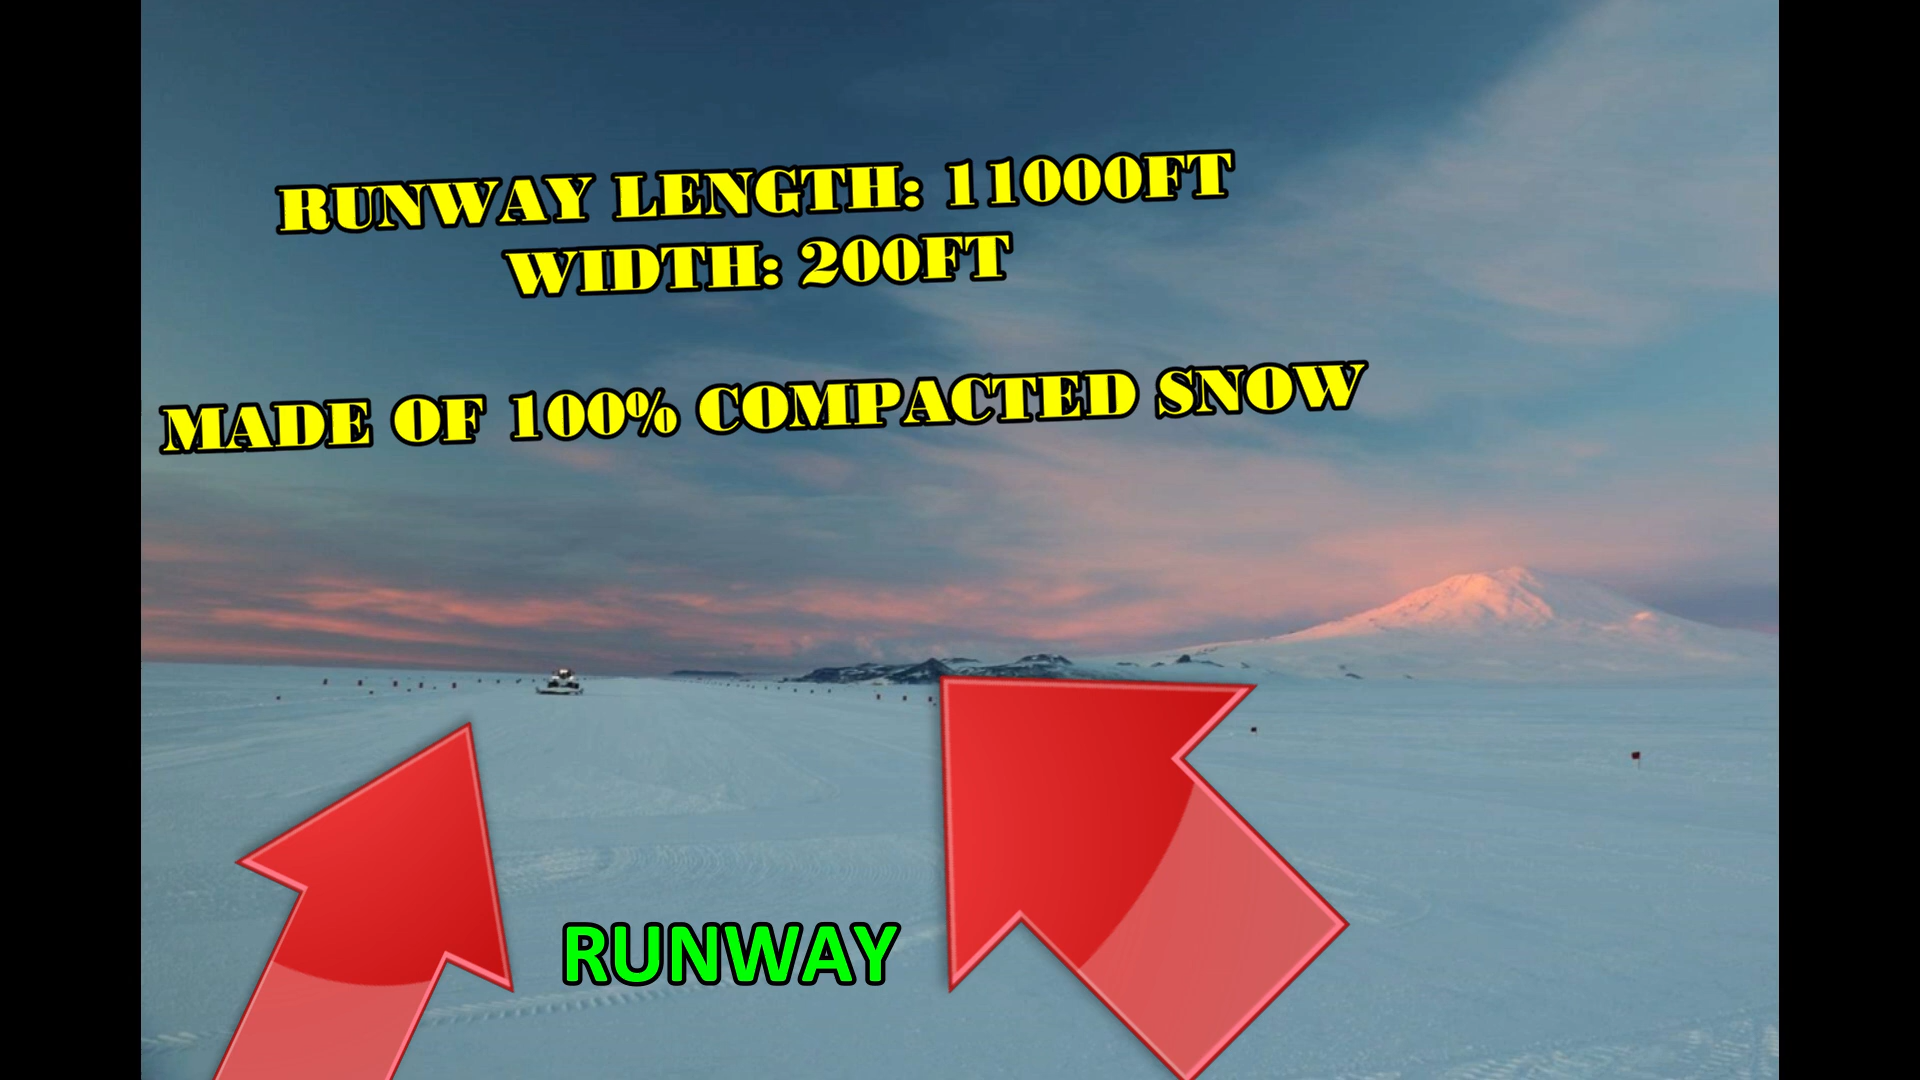 RUNWAY LENGTH: 11000FT
WIDTH: 200FT
MADE OF 100% COMPACTED SNOW
RUNWAY